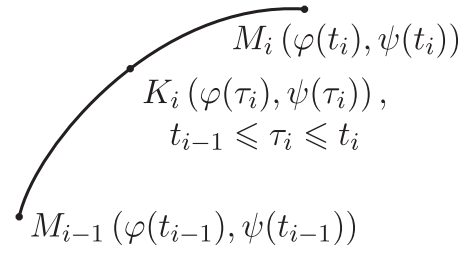 M_i (φ(t_i), ψ(t_i))
K_i (φ(τ_i), ψ(τ_i)) ,
t_{i−1} ⩽ τ_i ⩽ t_i
M_{i−1} (φ(t_{i−1}), ψ(t_{i−1}))